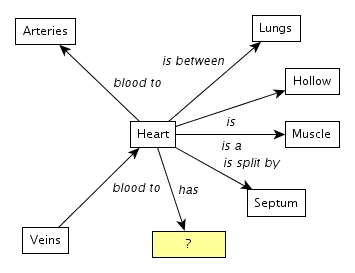 Arteries
Lungs
is between
blood to
Hollow
is
Heart
Muscle
is a
is split by
blood to
has
Septum
Veins
?